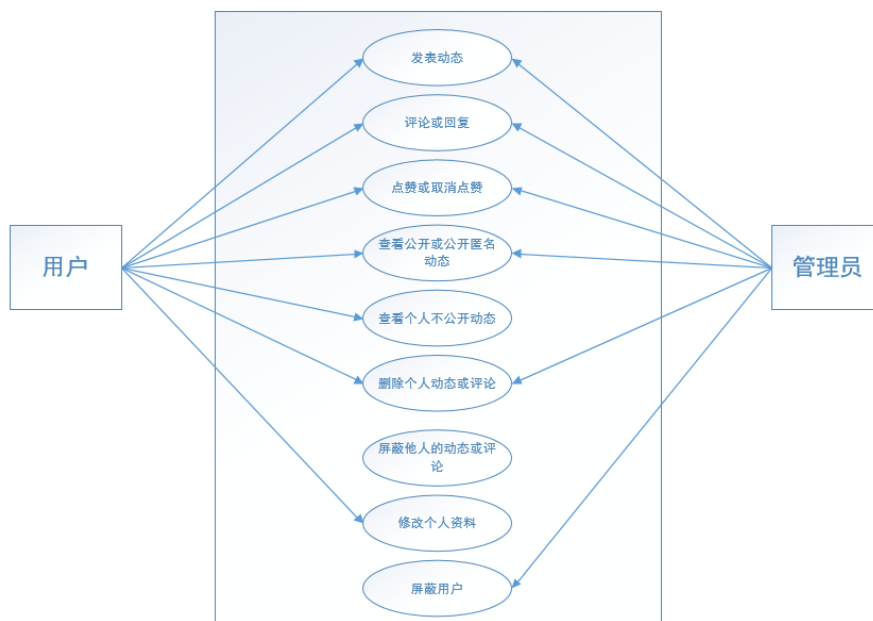 发表动态
评论或回复
点赞或取消点赞
用户
查看公开或公开匿名
动态
管理员
查看个人不公开动态
删除个人动态或评论
屏蔽他人的动态或评
论
修改个人资料
屏蔽用户